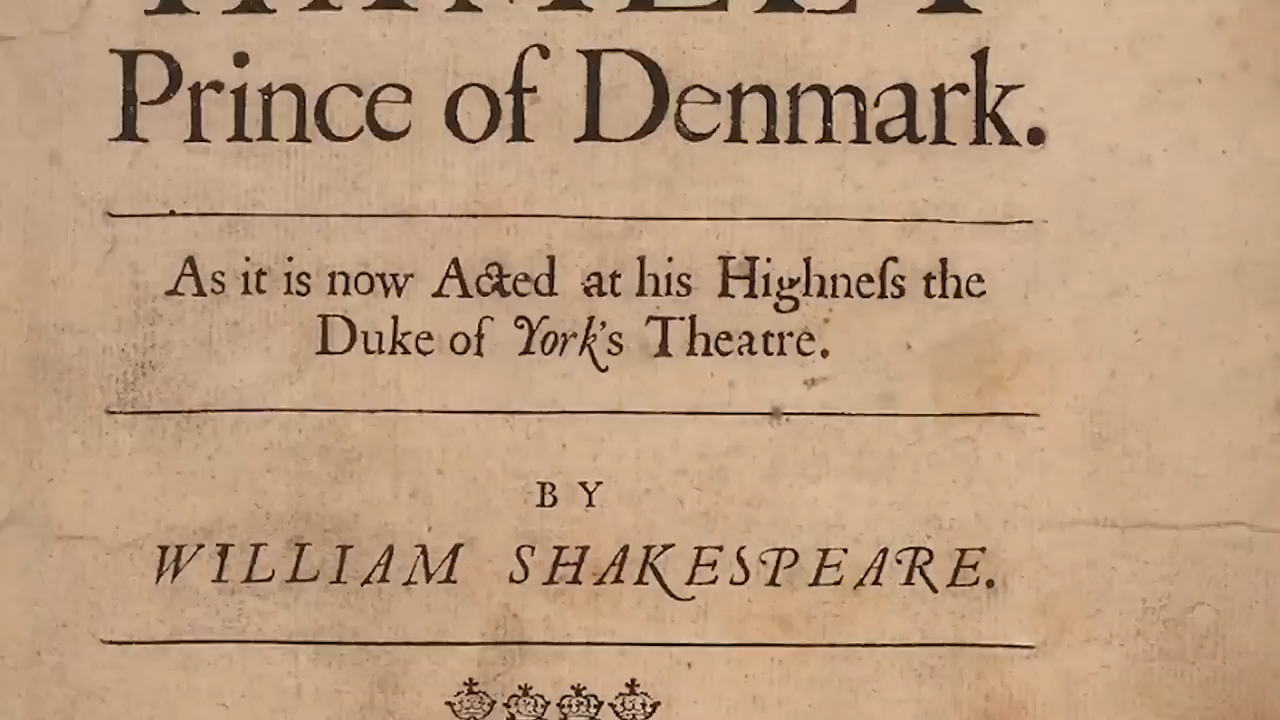 HAMLET
Prince of Denmark.
As it is now Acted at his Highneſs the
Duke of York's Theatre.
BY
WILLIAM SHAKESPEARE.